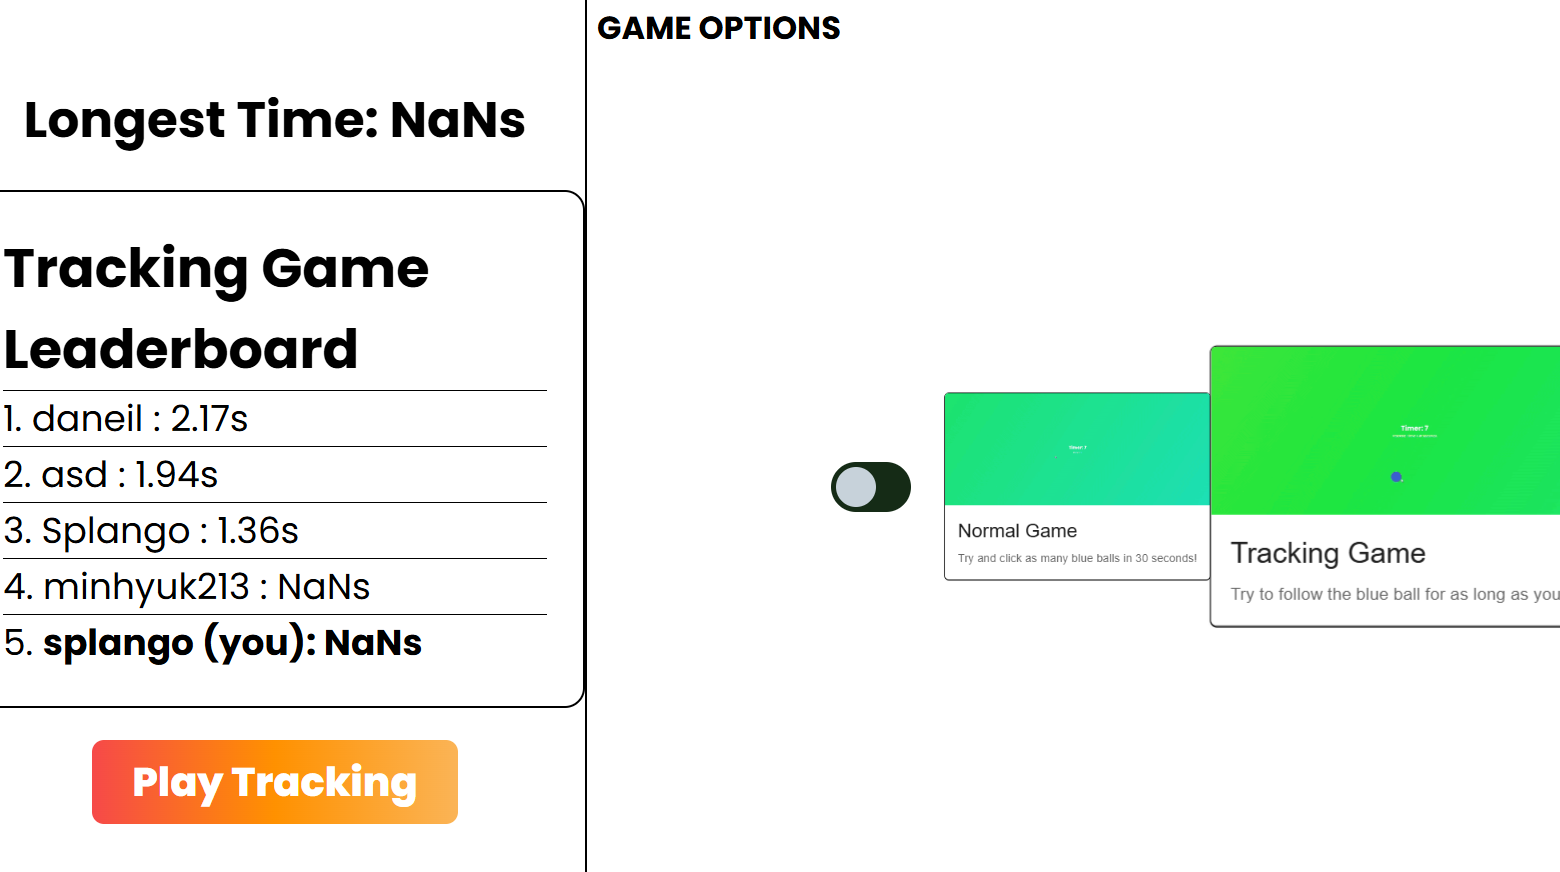 GAME OPTIONS
Longest Time: NaNs
Tracking Game
Leaderboard
1. daneil : 2.17s
2. asd : 1.94s
3. Splango : 1.36s
4. minhyuk213 : NaNs
5. splango (you): NaNs
Play Tracking
Normal Game
Try and click as many blue balls in 30 seconds!
Timer: 7
Tracking Game
Try to follow the blue ball for as long as you